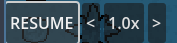 RESUME < 1.0x >